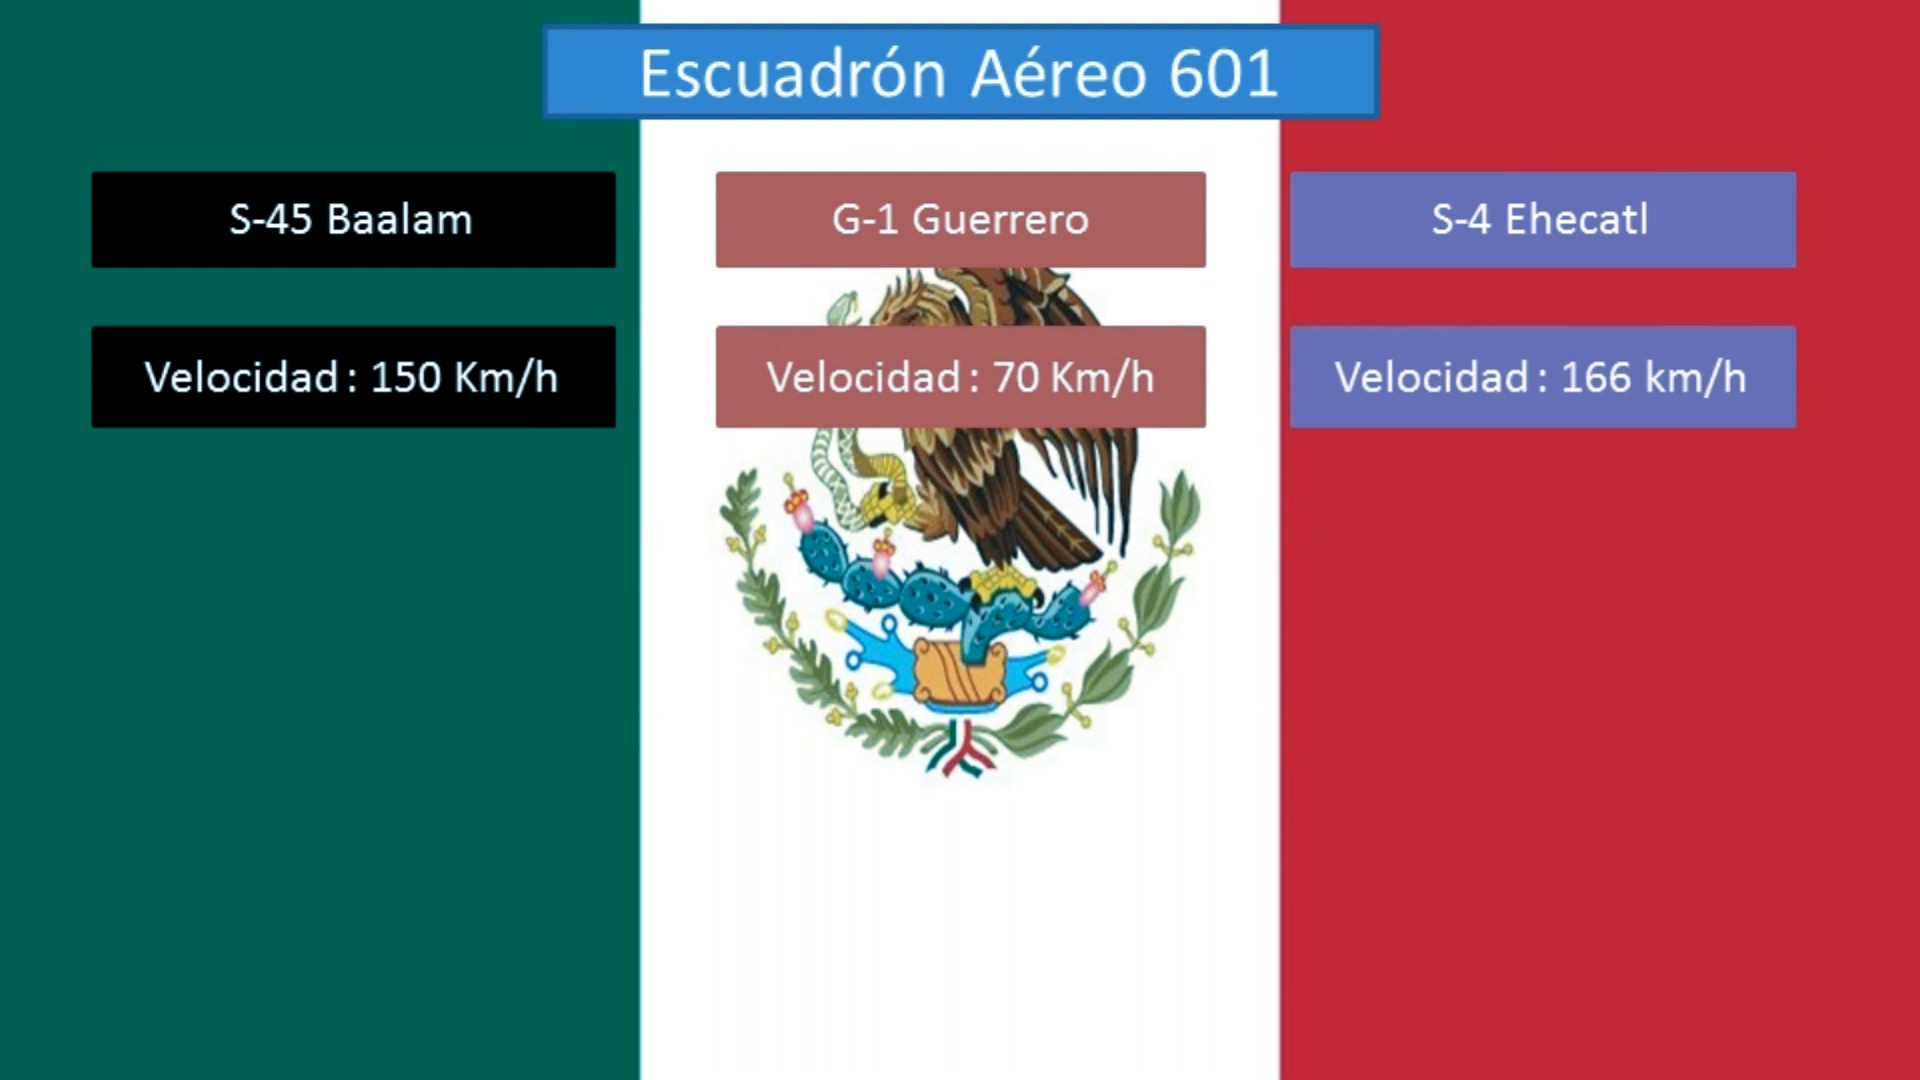 Escuadrón Aéreo 601
S-45 Baalam
G-1 Guerrero
S-4 Ehecatl
Velocidad : 150 Km/h
Velocidad : 70 Km/h
Velocidad : 166 km/h